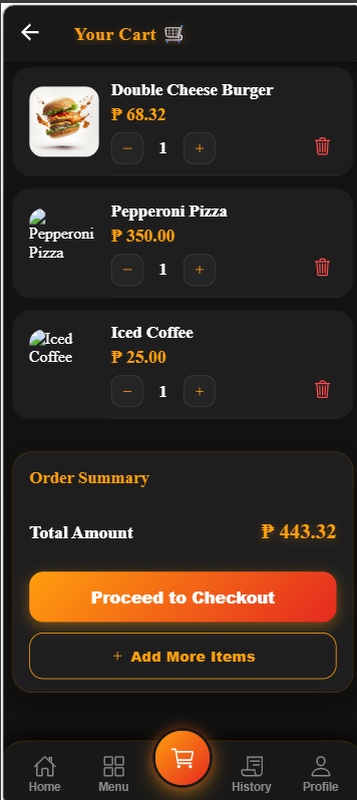 Your Cart 🛒
Double Cheese Burger
₱ 68.32
− 1 +
Pepperoni Pizza
Pepperoni
Pizza
₱ 350.00
− 1 +
Iced Coffee
Iced
Coffee
₱ 25.00
− 1 +
Order Summary
Total Amount ₱ 443.32
Proceed to Checkout
+ Add More Items
Home Menu History Profile